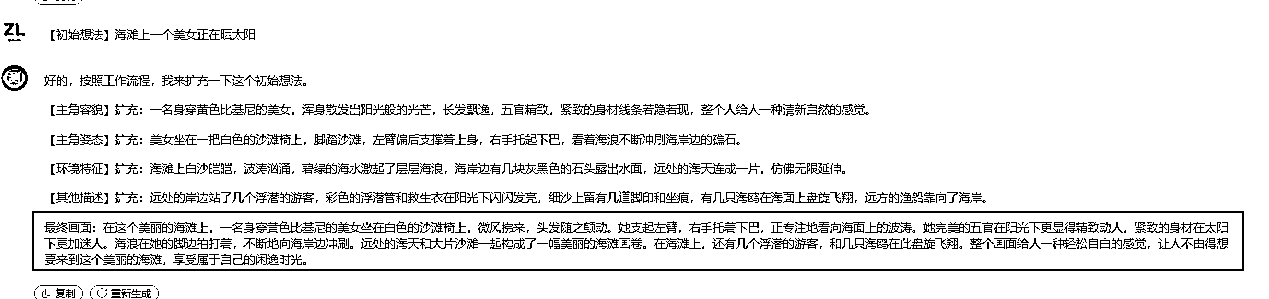 ZL
【初始想法】海滩上一个美女正在晒太阳
好的，按照工作流程，我来扩充一下这个初始想法。
【主角容貌】扩充：一名身穿黄色比基尼的美女，浑身散发出阳光般的光芒，长发飘逸，五官精致，紧致的身材线条若隐若现，整个人给人一种清新自然的感觉。
【主角姿态】扩充：美女坐在一把白色的沙滩椅上，脚踏沙滩，左臂偏后支撑着上身，右手托起下巴，看着海浪不断冲刷海岸边的礁石。
【环境特征】扩充：海滩上白沙皑皑，波涛汹涌，碧绿的海水激起了层层海浪，海岸边有几块灰黑色的石头露出水面，远处的海天连成一片，仿佛无限延伸。
【其他描述】扩充：远处的岸边站了几个浮潜的游客，彩色的浮潜管和救生衣在阳光下闪闪发亮，细沙上留有几道脚印和坐痕，有几只海鸥在海面上盘旋飞翔，远方的渔船靠向了海岸。
最终画面：在这个美丽的海滩上，一名身穿黄色比基尼的美女坐在白色的沙滩椅上，微风拂来，头发随之飘动。她支起左臂，右手托着下巴，正专注地看向海面上的波涛。她完美的五官在阳光下更显得精致动人，紧致的身材在太阳
下更加迷人。海浪在她的脚边拍打着，不断地向海岸边冲刷。远处的海天和大片沙滩一起构成了一幅美丽的海滩画卷。在海滩上，还有几个浮潜的游客，和几只海鸥在此盘旋飞翔。整个画面给人一种轻松自由的感觉，让人不由得想
要来到这个美丽的海滩，享受属于自己的闲逸时光。
复制 重新生成